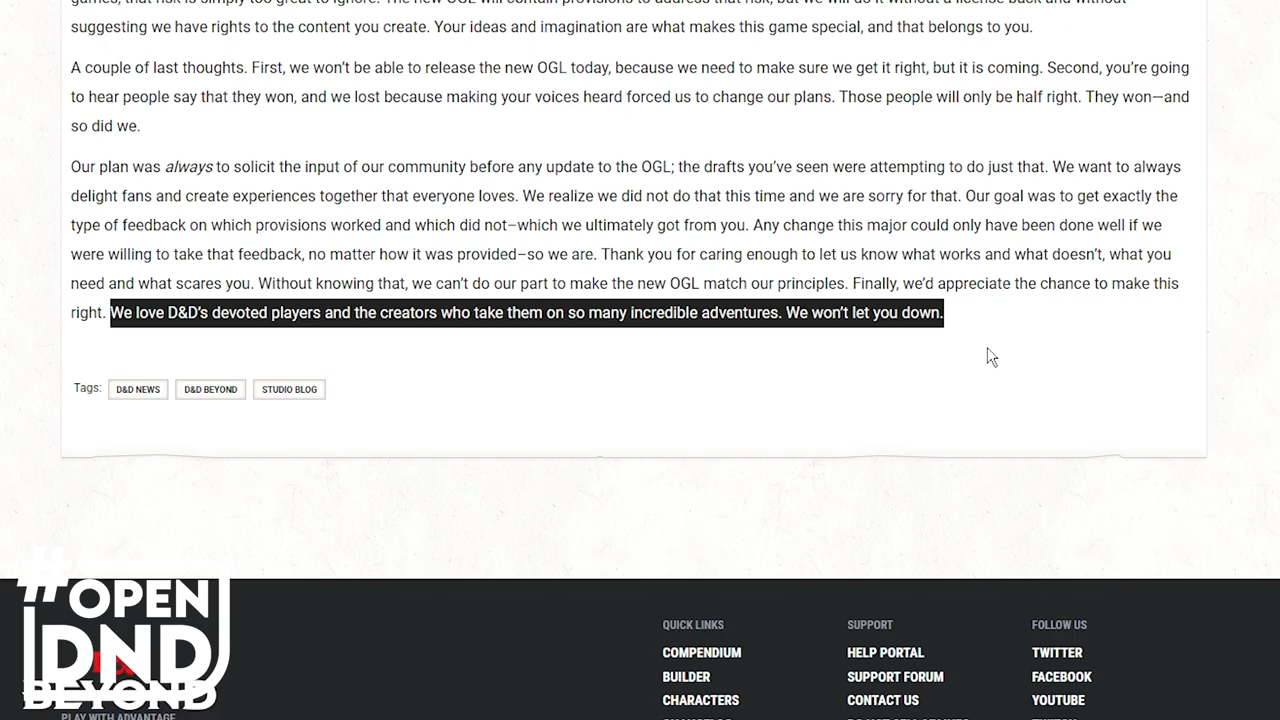 games, that risk is simply too great to ignore. The new OGL will contain provisions to address that risk, but we will do it without a license back and without
suggesting we have rights to the content you create. Your ideas and imagination are what makes this game special, and that belongs to you.
A couple of last thoughts. First, we won't be able to release the new OGL today, because we need to make sure we get it right, but it is coming. Second, you're going
to hear people say that they won, and we lost because making your voices heard forced us to change our plans. Those people will only be half right. They won—and
so did we.
Our plan was always to solicit the input of our community before any update to the OGL; the drafts you've seen were attempting to do just that. We want to always
delight fans and create experiences together that everyone loves. We realize we did not do that this time and we are sorry for that. Our goal was to get exactly the
type of feedback on which provisions worked and which did not–which we ultimately got from you. Any change this major could only have been done well if we
were willing to take that feedback, no matter how it was provided–so we are. Thank you for caring enough to let us know what works and what doesn't, what you
need and what scares you. Without knowing that, we can't do our part to make the new OGL match our principles. Finally, we'd appreciate the chance to make this
right. We love D&D's devoted players and the creators who take them on so many incredible adventures. We won't let you down.
Tags: D&D NEWS D&D BEYOND STUDIO BLOG
#OPEN
DND
BEYOND
PLAY WITH ADVANTAGE
QUICK LINKS
COMPENDIUM
BUILDER
CHARACTERS
CHANGELOG
SUPPORT
HELP PORTAL
SUPPORT FORUM
CONTACT US
DO NOT SELL MY INFO
FOLLOW US
TWITTER
FACEBOOK
YOUTUBE
TWITCH